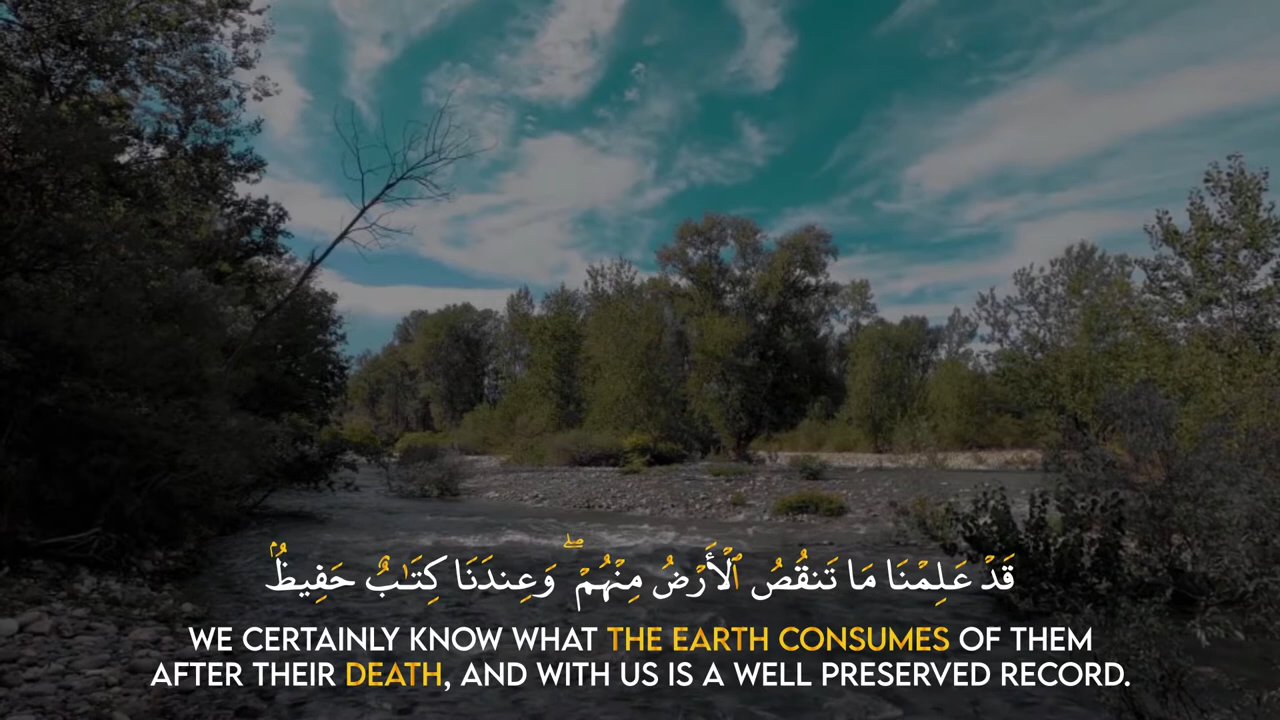 قَدْ عَلِمْنَا مَا تَنقُصُ ٱلْأَرْضُ مِنْهُمْ ۖ وَعِندَنَا كِتَـٰبٌ حَفِيظٌۢ
WE CERTAINLY KNOW WHAT THE EARTH CONSUMES OF THEM
AFTER THEIR DEATH, AND WITH US IS A WELL PRESERVED RECORD.